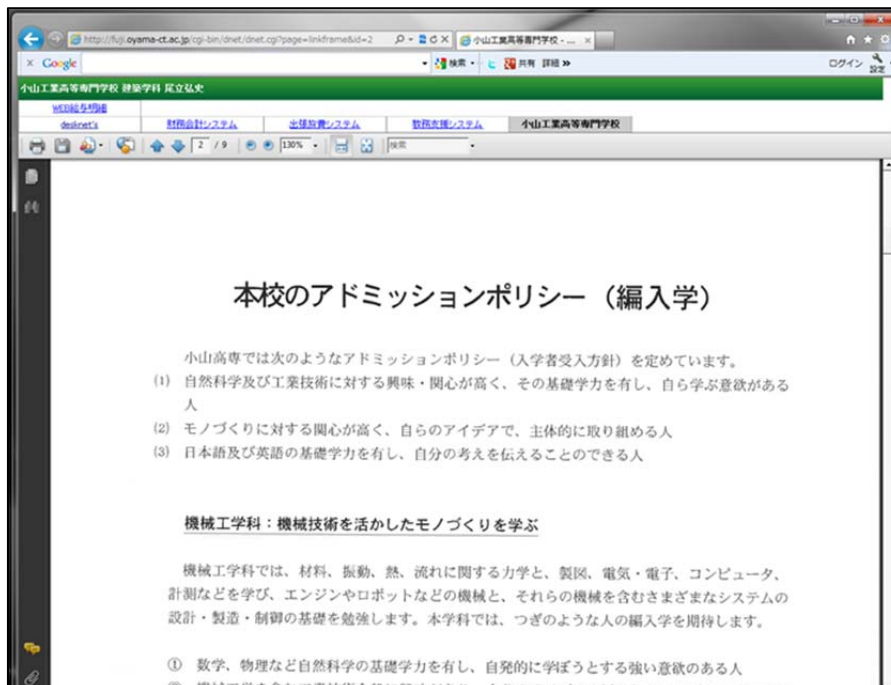 http://fuji.oyama-ct.ac.jp/cgi-bin/dnet/dnet.cgi?page=linkframe&id=2
小山工業高等専門学校 - ...
Google
検索
共有 詳細 »
ログイン
設定
小山工業高等専門学校 建築学科 尾立弘史
WEB給与明細
desknet's 財務会計システム 出張旅費システム 教務支援システム 小山工業高等専門学校
2 / 9 130% 検索
本校のアドミッションポリシー(編入学)
小山高専では次のようなアドミッションポリシー(入学者受入方針)を定めています。
(1) 自然科学及び工業技術に対する興味・関心が高く、その基礎学力を有し、自ら学ぶ意欲がある
人
(2) モノづくりに対する関心が高く、自らのアイデアで、主体的に取り組める人
(3) 日本語及び英語の基礎学力を有し、自分の考えを伝えることのできる人
機械工学科:機械技術を活かしたモノづくりを学ぶ
機械工学科では、材料、振動、熱、流れに関する力学と、製図、電気・電子、コンピュータ、
計測などを学び、エンジンやロボットなどの機械と、それらの機械を含むさまざまなシステムの
設計・製造・制御の基礎を勉強します。本学科では、つぎのような人の編入学を期待します。
① 数学、物理など自然科学の基礎学力を有し、自発的に学ぼうとする強い意欲のある人